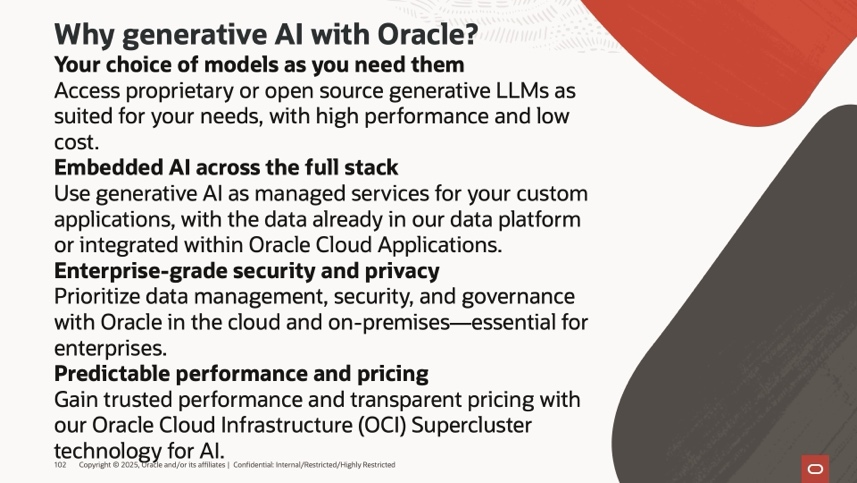 Why generative AI with Oracle?
Your choice of models as you need them
Access proprietary or open source generative LLMs as
suited for your needs, with high performance and low
cost.
Embedded AI across the full stack
Use generative AI as managed services for your custom
applications, with the data already in our data platform
or integrated within Oracle Cloud Applications.
Enterprise-grade security and privacy
Prioritize data management, security, and governance
with Oracle in the cloud and on-premises—essential for
enterprises.
Predictable performance and pricing
Gain trusted performance and transparent pricing with
our Oracle Cloud Infrastructure (OCI) Supercluster
technology for AI.
102 Copyright © 2025, Oracle and/or its affiliates | Confidential: Internal/Restricted/Highly Restricted